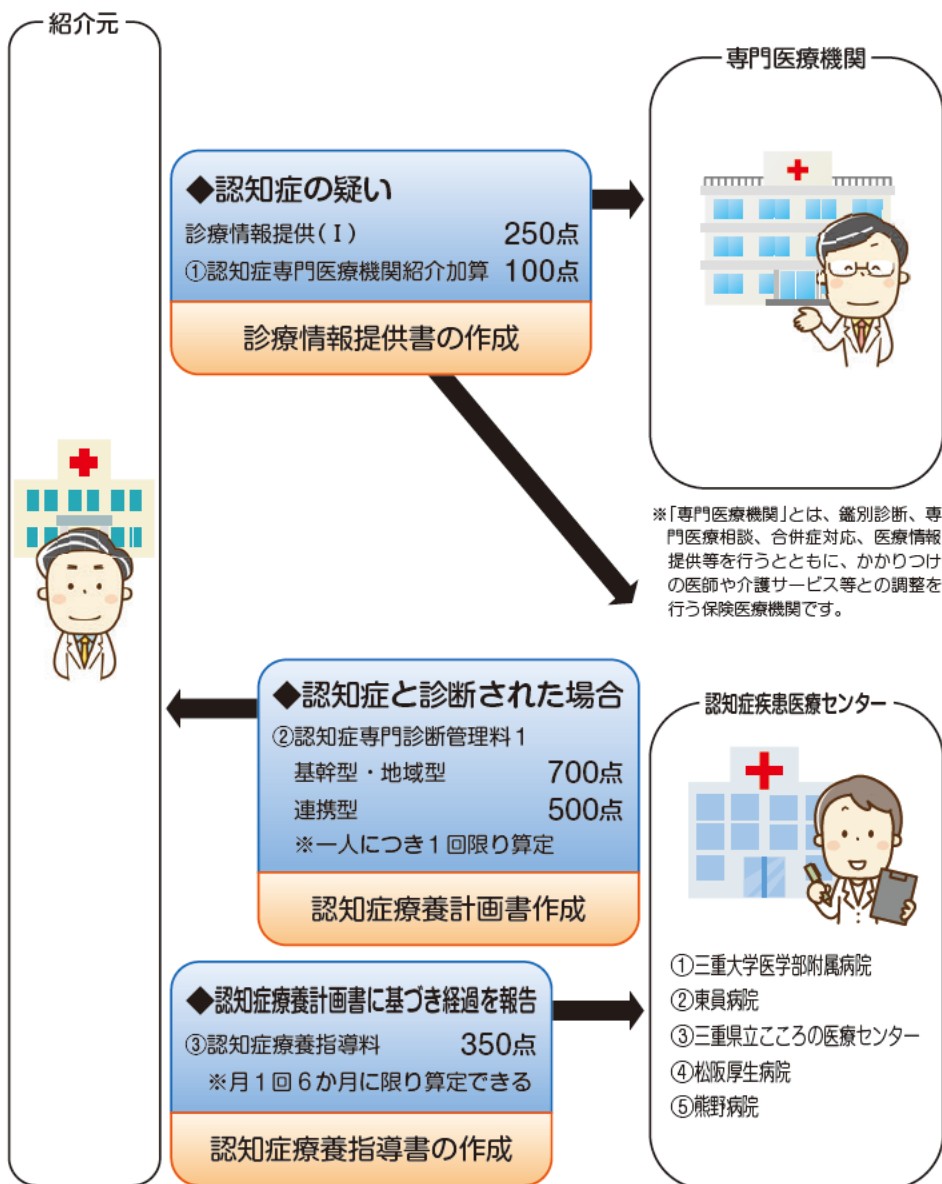 紹介元
専門医療機関
◆認知症の疑い
診療情報提供(Ⅰ) 250点
①認知症専門医療機関紹介加算 100点
診療情報提供書の作成
※「専門医療機関」とは、鑑別診断、専
門医療相談、合併症対応、医療情報
提供等を行うとともに、かかりつけ
の医師や介護サービス等との調整を
行う保険医療機関です。
◆認知症と診断された場合
②認知症専門診断管理料1
基幹型・地域型 700点
連携型 500点
※一人につき1回限り算定
認知症療養計画書作成
認知症疾患医療センター
①三重大学医学部附属病院
②東員病院
③三重県立こころの医療センター
④松阪厚生病院
⑤熊野病院
◆認知症療養計画書に基づき経過を報告
③認知症療養指導料 350点
※月1回6か月に限り算定できる
認知症療養指導書の作成